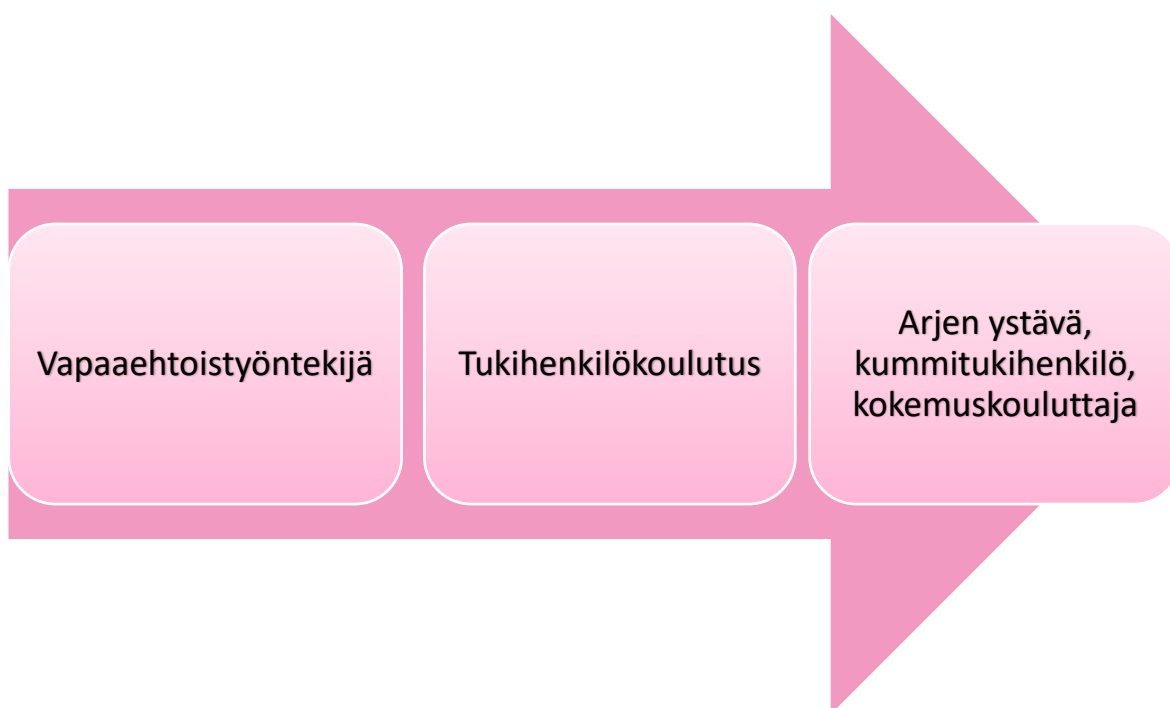 Vapaaehtoistyöntekijä
Tukihenkilökoulutus
Arjen ystävä,
kummitukihenkilö,
kokemuskouluttaja